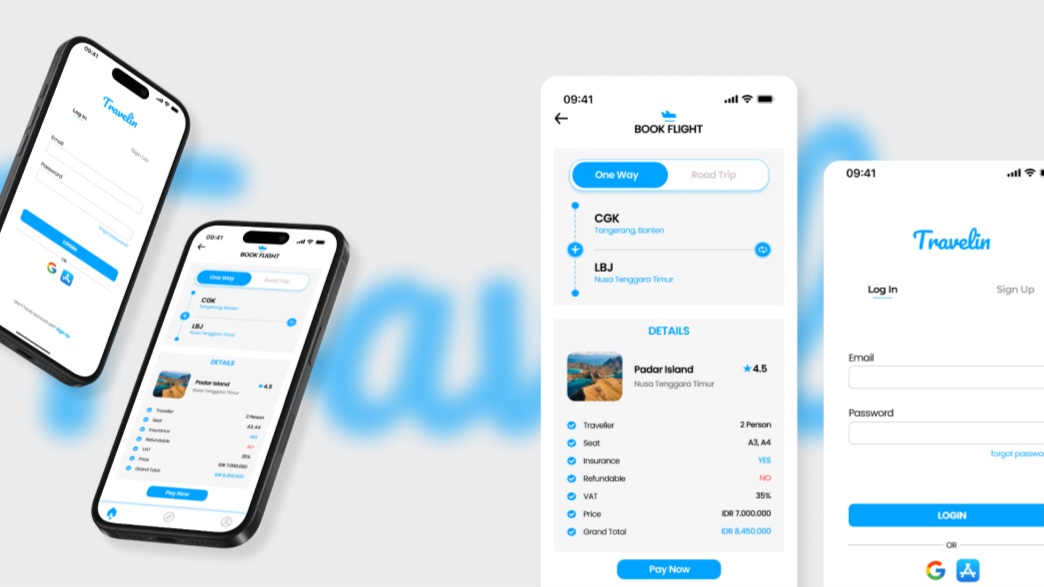 09:41
Travelin
Log In
Sign Up
Email
Password
forgot password?
LOGIN
OR
Don't have account yet? Sign Up
09:41
BOOK FLIGHT
One Way
Road Trip
CGK
Tangerang, Banten
LBJ
Nusa Tenggara Timur
DETAILS
Padar Island
4.5
Nusa Tenggara Timur
Traveller 2 Person
Seat A3, A4
Insurance YES
Refundable NO
VAT 35%
Price IDR 7.000.000
Grand Total IDR 8.450.000
Pay Now
09:41
BOOK FLIGHT
One Way
Road Trip
CGK
Tangerang, Banten
LBJ
Nusa Tenggara Timur
DETAILS
Padar Island
4.5
Nusa Tenggara Timur
Traveller 2 Person
Seat A3, A4
Insurance YES
Refundable NO
VAT 35%
Price IDR 7.000.000
Grand Total IDR 8.450.000
Pay Now
09:41
Travelin
Log In
Sign Up
Email
Password
forgot passwo
LOGIN
OR